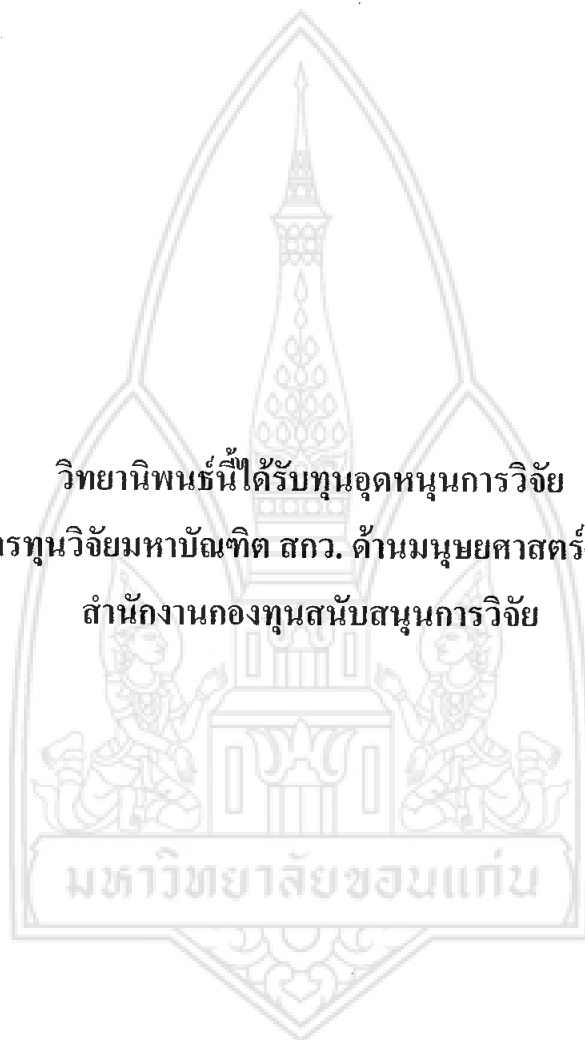 วิทยานิพนธ์นี้ได้รับทุนอุดหนุนการวิจัย
ทุนวิจัยมหาบัณฑิต สกว. ด้านมนุษยศาสตร์
สำนักงานกองทุนสนับสนุนการวิจัย
มหาวิทยาลัยขอนแก่น